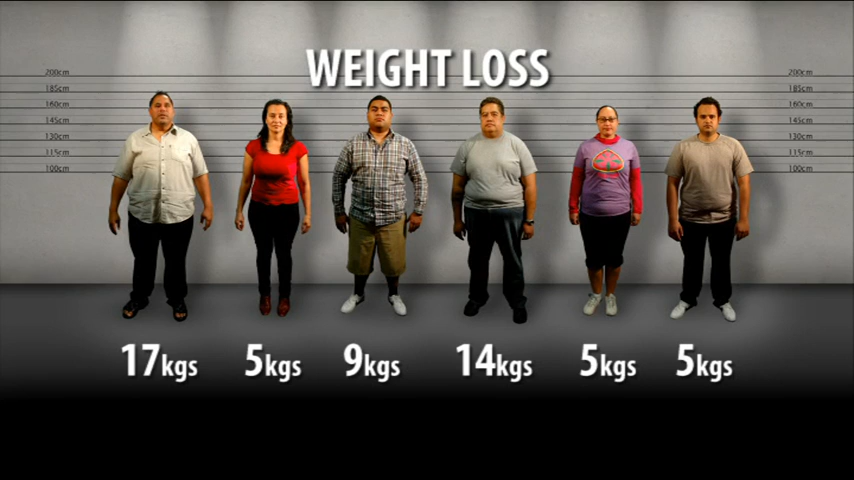 WEIGHT LOSS
200cm 200cm
185cm 185cm
160cm 160cm
145cm 145cm
130cm 130cm
115cm 115cm
100cm 100cm
17kgs 5kgs 9kgs 14kgs 5kgs 5kgs